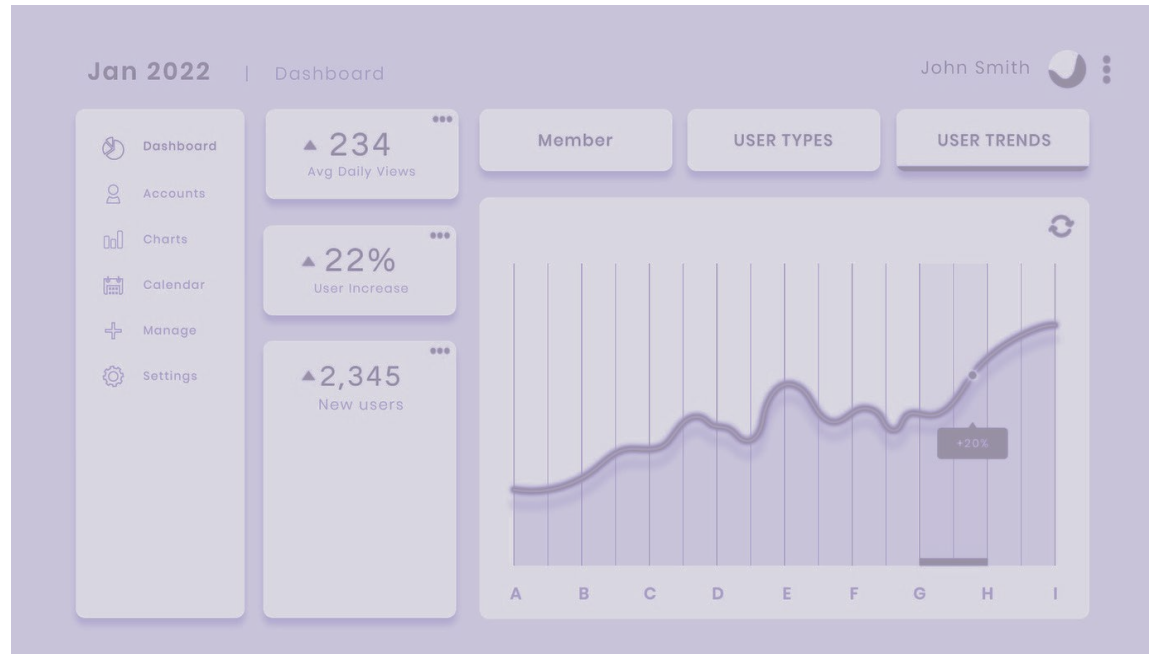 Jan 2022 | Dashboard
John Smith
Dashboard
Accounts
Charts
Calendar
Manage
Settings
234
Avg Daily Views
22%
User Increase
2,345
New users
Member
USER TYPES
USER TRENDS
+20%
A B C D E F G H I